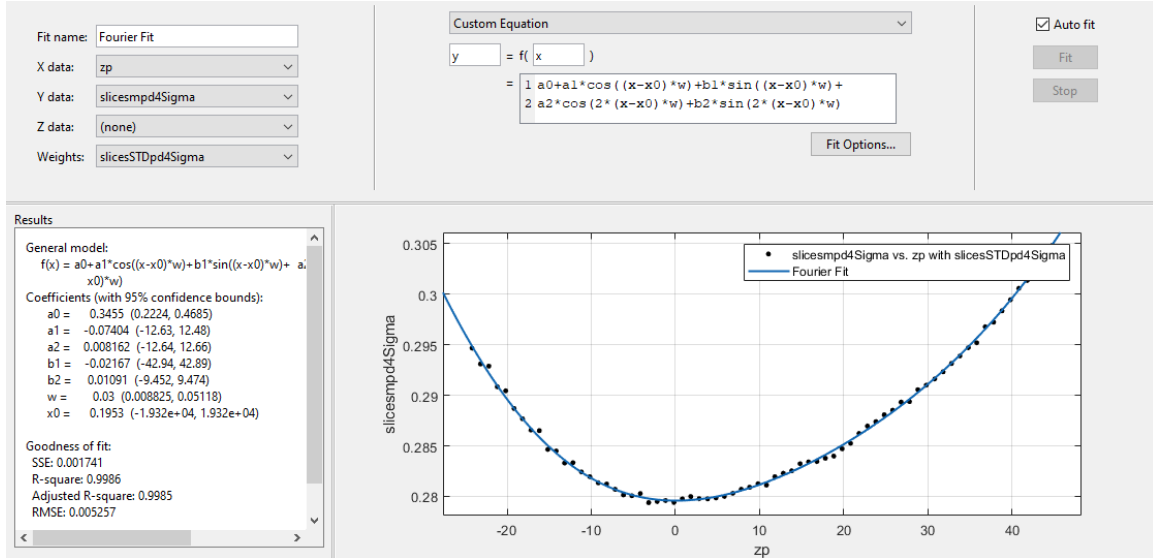 Fit name: Fourier Fit
X data: zp
Y data: slicesmpd4Sigma
Z data: (none)
Weights: slicesSTDpd4Sigma
Custom Equation
y = f( x )
= 1 a0+a1*cos((x-x0)*w)+b1*sin((x-x0)*w)+
2 a2*cos(2*(x-x0)*w)+b2*sin(2*(x-x0)*w)
Fit Options...
Auto fit
Fit
Stop
Results
General model:
f(x) = a0+a1*cos((x-x0)*w)+b1*sin((x-x0)*w)+ a2
x0)*w)
Coefficients (with 95% confidence bounds):
a0 = 0.3455 (0.2224, 0.4685)
a1 = -0.07404 (-12.63, 12.48)
a2 = 0.008162 (-12.64, 12.66)
b1 = -0.02167 (-42.94, 42.89)
b2 = 0.01091 (-9.452, 9.474)
w = 0.03 (0.008825, 0.05118)
x0 = 0.1953 (-1.932e+04, 1.932e+04)
Goodness of fit:
SSE: 0.001741
R-square: 0.9986
Adjusted R-square: 0.9985
RMSE: 0.005257
slicesmpd4Sigma vs. zp with slicesSTDpd4Sigma
Fourier Fit
0.305
0.3
0.295
0.29
0.285
0.28
slicesmpd4Sigma
-20 -10 0 10 20 30 40
zp